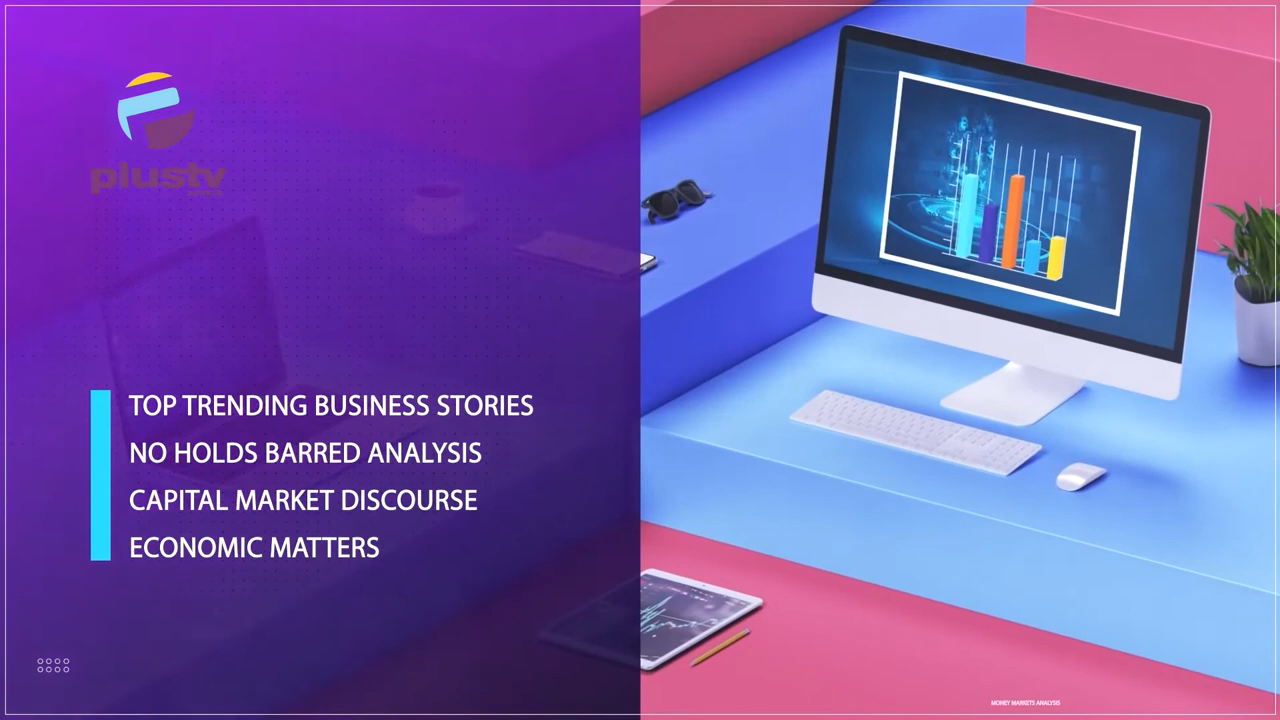 plustv
TOP TRENDING BUSINESS STORIES
NO HOLDS BARRED ANALYSIS
CAPITAL MARKET DISCOURSE
ECONOMIC MATTERS
MONEY MARKETS ANALYSIS